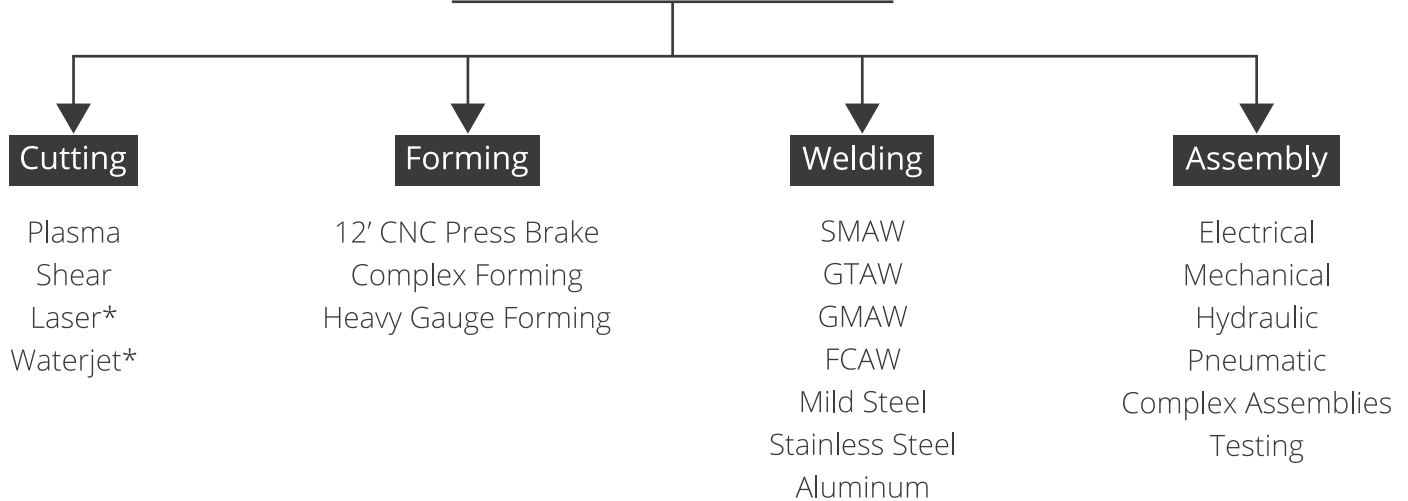 Cutting
Plasma
Shear
Laser*
Waterjet*
Forming
12’ CNC Press Brake
Complex Forming
Heavy Gauge Forming
Welding
SMAW
GTAW
GMAW
FCAW
Mild Steel
Stainless Steel
Aluminum
Assembly
Electrical
Mechanical
Hydraulic
Pneumatic
Complex Assemblies
Testing